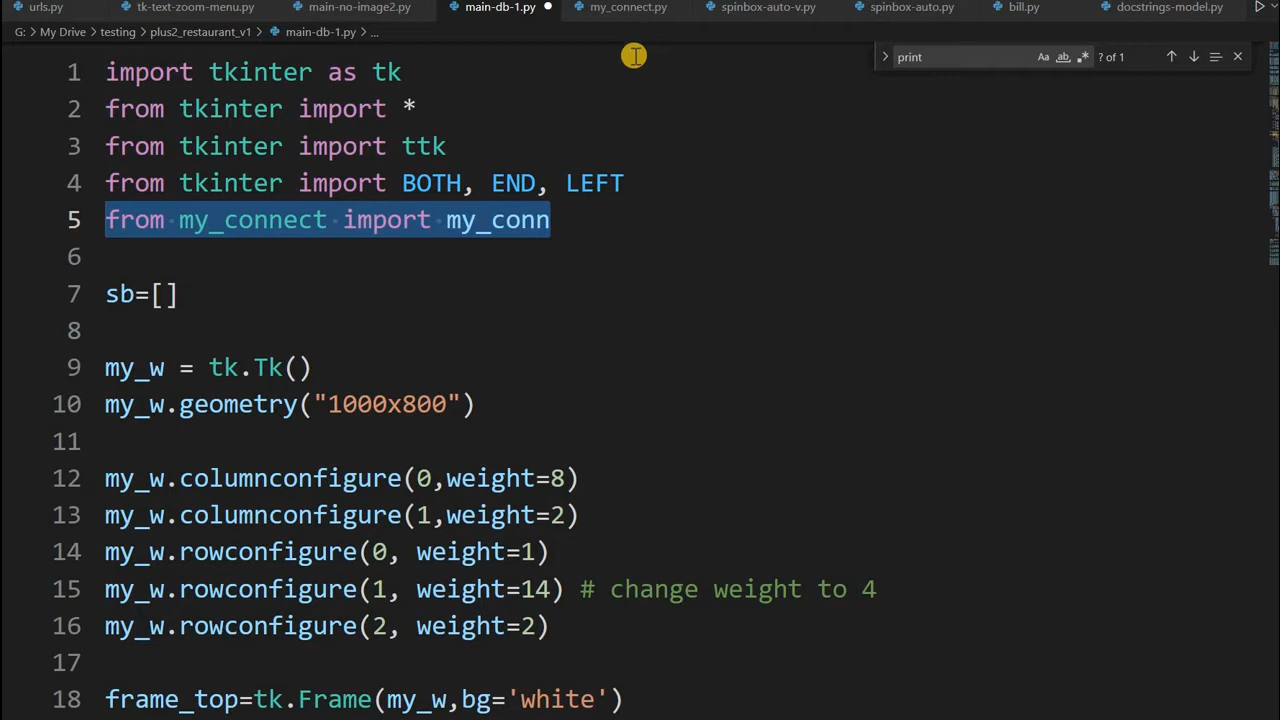 urls.py tk-text-zoom-menu.py main-no-image2.py main-db-1.py my_connect.py spinbox-auto-v.py spinbox-auto.py bill.py docstrings-model.py
G: > My Drive > testing > plus2_restaurant_v1 > main-db-1.py > ...
print Aa ab .* ? of 1
1 import tkinter as tk
2 from tkinter import *
3 from tkinter import ttk
4 from tkinter import BOTH, END, LEFT
5 from my_connect import my_conn
6
7 sb=[]
8
9 my_w = tk.Tk()
10 my_w.geometry("1000x800")
11
12 my_w.columnconfigure(0,weight=8)
13 my_w.columnconfigure(1,weight=2)
14 my_w.rowconfigure(0, weight=1)
15 my_w.rowconfigure(1, weight=14) # change weight to 4
16 my_w.rowconfigure(2, weight=2)
17
18 frame_top=tk.Frame(my_w,bg='white')